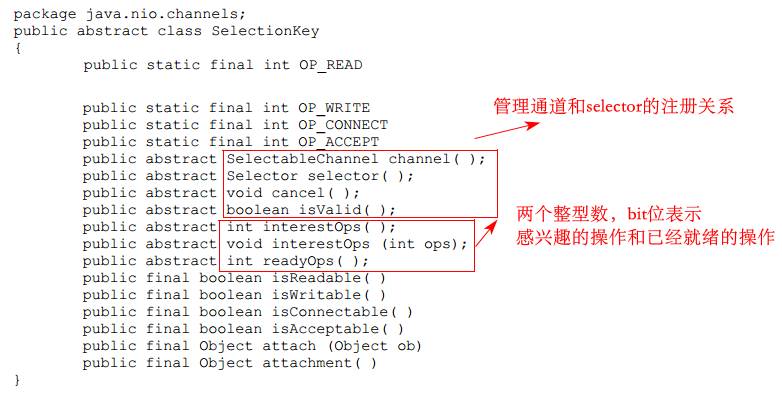 package java.nio.channels;
public abstract class SelectionKey
{
public static final int OP_READ
public static final int OP_WRITE
public static final int OP_CONNECT
public static final int OP_ACCEPT
public abstract SelectableChannel channel( );
public abstract Selector selector( );
public abstract void cancel( );
public abstract boolean isValid( );
public abstract int interestOps( );
public abstract void interestOps (int ops);
public abstract int readyOps( );
public final boolean isReadable( )
public final boolean isWritable( )
public final boolean isConnectable( )
public final boolean isAcceptable( )
public final Object attach (Object ob)
public final Object attachment( )
}
管理通道和selector的注册关系
两个整型数，bit位表示
感兴趣的操作和已经就绪的操作